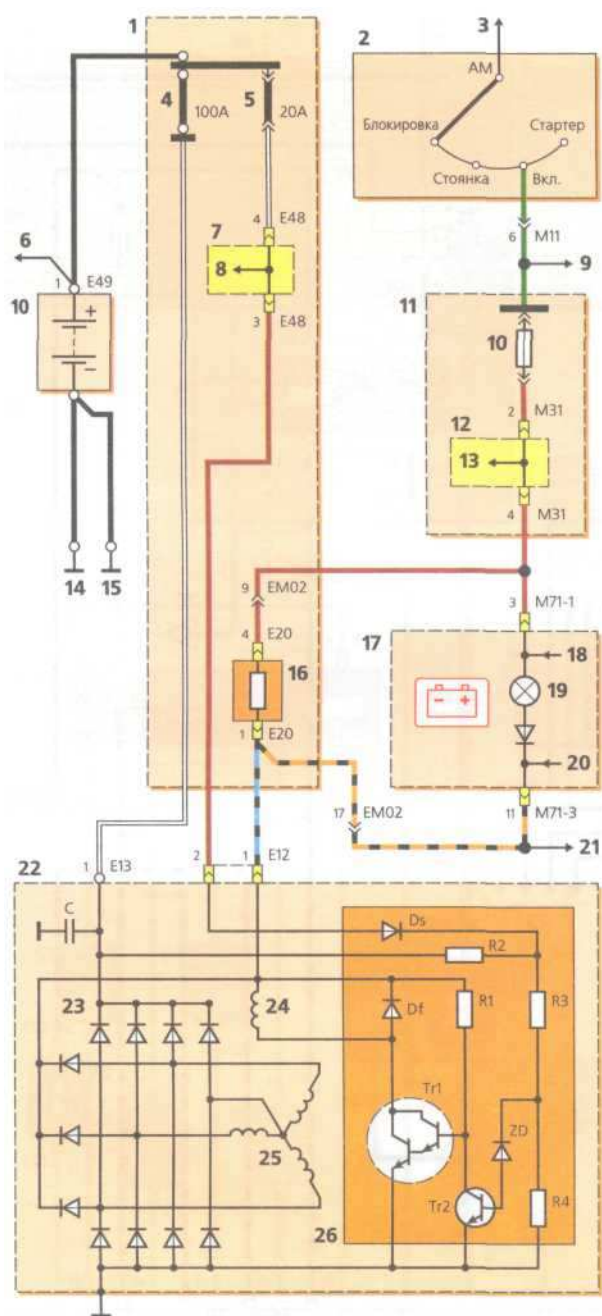 1
2
3
AM
4
100A
5
20A
Блокировка
Стартер
Стоянка
Вкл.
6
4
E48
6
M11
7
8
9
1
E49
10
3
E48
11
10
2
M31
12
13
4
M31
14
15
9
EM02
3
M71-1
4
E20
17
18
16
19
1
E20
20
17
EM02
11
M71-3
21
22
1
E13
2
1
E12
C
Ds
R2
23
24
Df
R1
R3
Tr1
ZD
25
Tr2
R4
26